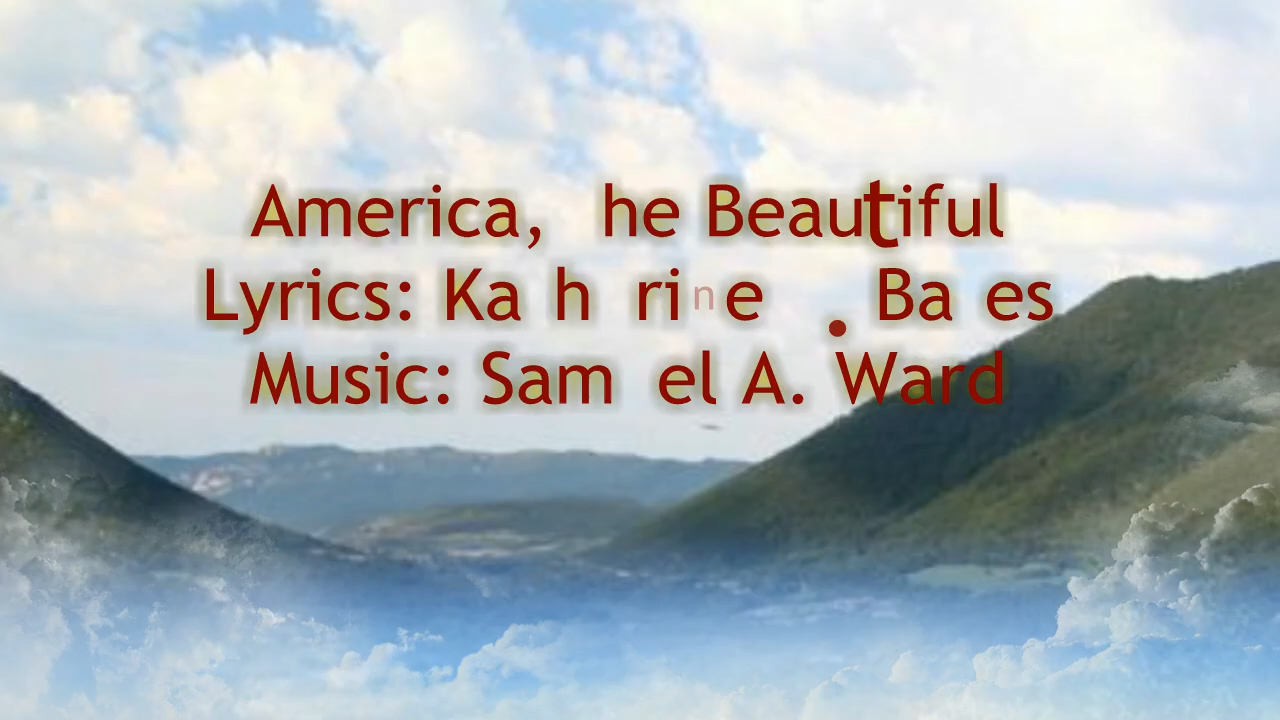 America, he Beautiful
Lyrics: Ka h rine . Ba es
Music: Sam el A. Ward